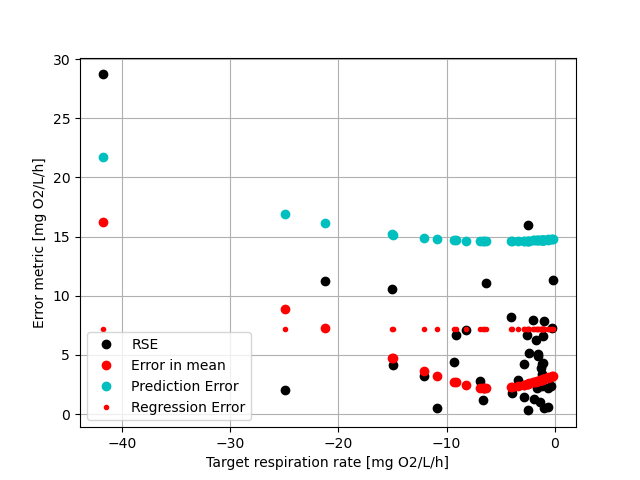 30
25
20
15
10
5
0
Error metric [mg O2/L/h]
RSE
Error in mean
Prediction Error
Regression Error
−40
−30
−20
−10
0
Target respiration rate [mg O2/L/h]